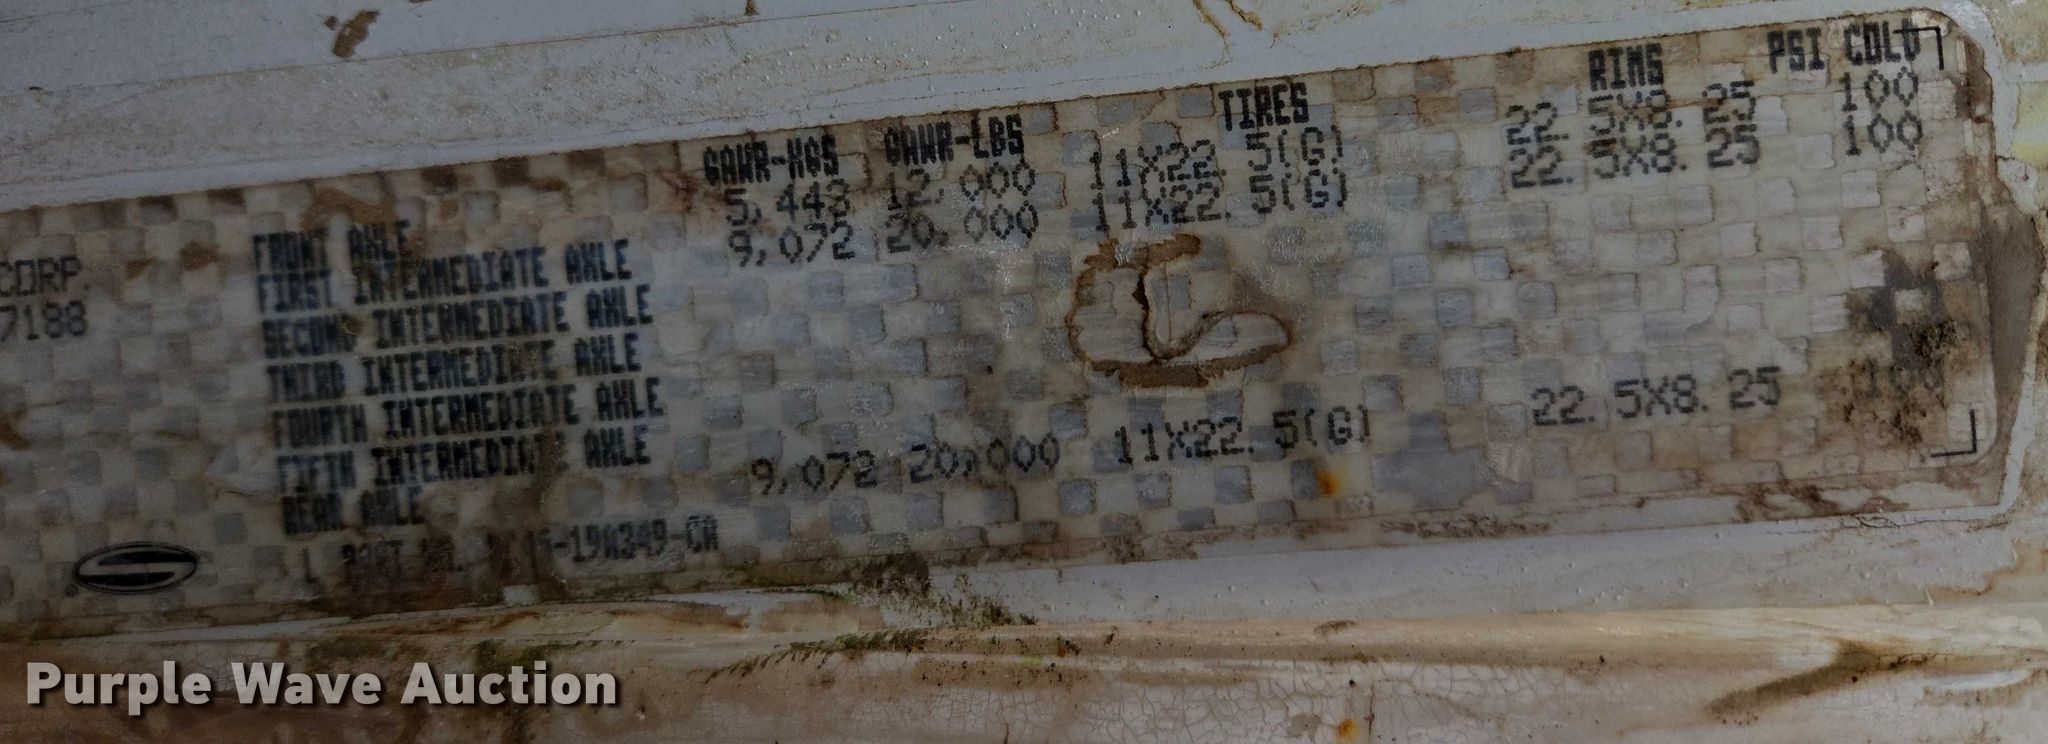 GAWR-KGS GAWR-LBS TIRES RIMS PSI COLD
FRONT AXLE 5,443 12,000 11X22.5(G) 22.5X8.25 100
FIRST INTERMEDIATE AXLE 9,072 20,000 11X22.5(G) 22.5X8.25 100
SECOND INTERMEDIATE AXLE
THIRD INTERMEDIATE AXLE
FOURTH INTERMEDIATE AXLE
FIFTH INTERMEDIATE AXLE
REAR AXLE 9,072 20,000 11X22.5(G) 22.5X8.25
CORP.
7188
-19A349-CA
Purple Wave Auction